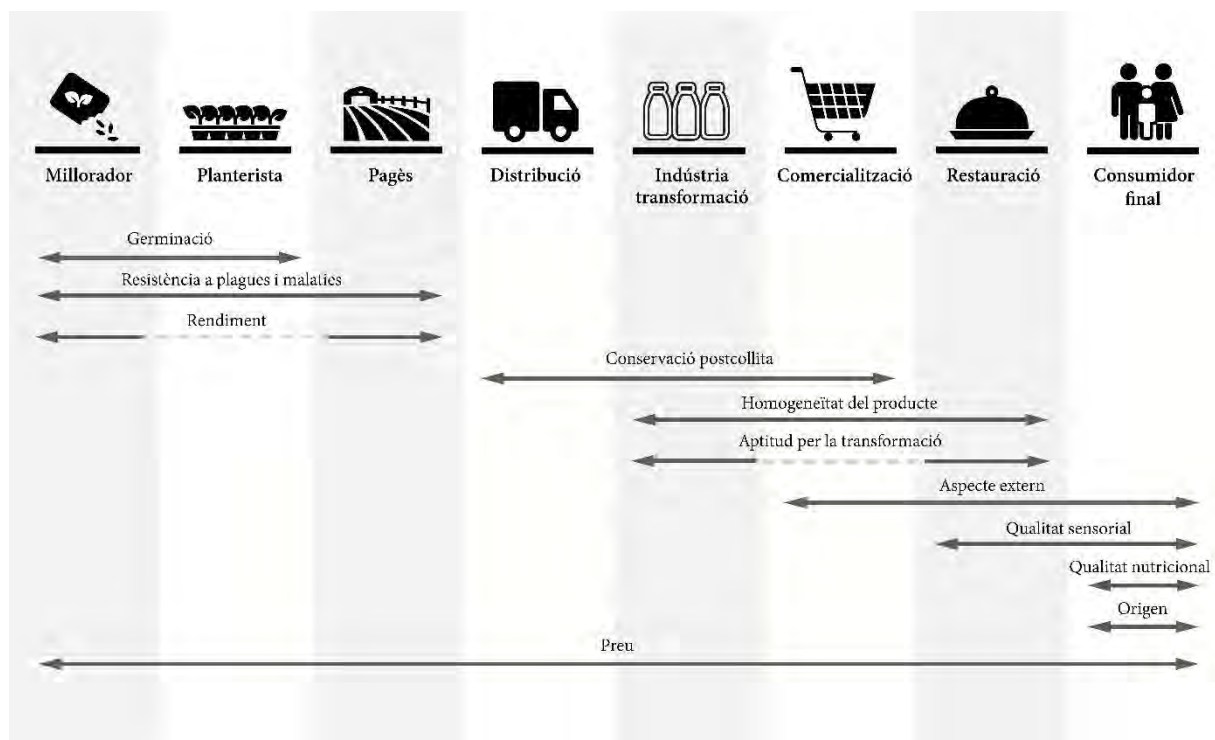 Millorador
Planterista
Pagès
Distribució
Indústria
transformació
Comercialització
Restauració
Consumidor
final
Germinació
Resistència a plagues i malaties
Rendiment
Conservació postcollita
Homogeneïtat del producte
Aptitud per la transformació
Aspecte extern
Qualitat sensorial
Qualitat nutricional
Origen
Preu